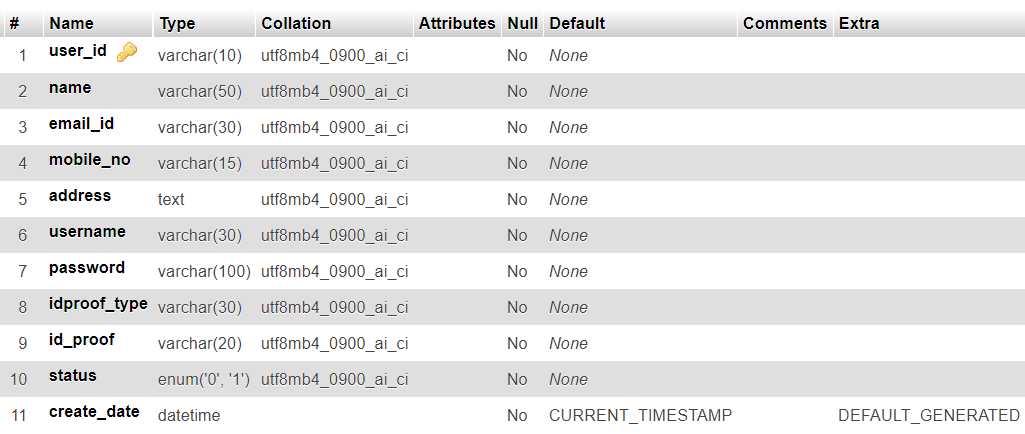 # Name Type Collation Attributes Null Default Comments Extra
1 user_id varchar(10) utf8mb4_0900_ai_ci No None
2 name varchar(50) utf8mb4_0900_ai_ci No None
3 email_id varchar(30) utf8mb4_0900_ai_ci No None
4 mobile_no varchar(15) utf8mb4_0900_ai_ci No None
5 address text utf8mb4_0900_ai_ci No None
6 username varchar(30) utf8mb4_0900_ai_ci No None
7 password varchar(100) utf8mb4_0900_ai_ci No None
8 idproof_type varchar(30) utf8mb4_0900_ai_ci No None
9 id_proof varchar(20) utf8mb4_0900_ai_ci No None
10 status enum('0', '1') utf8mb4_0900_ai_ci No None
11 create_date datetime No CURRENT_TIMESTAMP DEFAULT_GENERATED